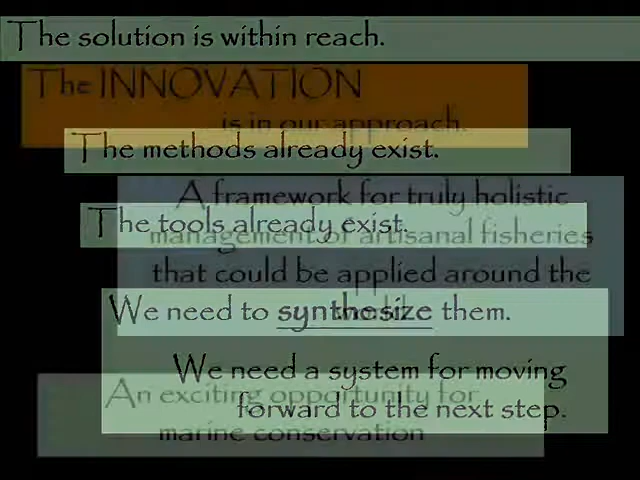 The solution is within reach.
The INNOVATION
is in our approach.
The methods already exist.
A framework for truly holistic
The tools already exist.
management of artisanal fisheries
that could be applied around the
We need to synthesize them.
We need a system for moving
An exciting opportunity for
forward to the next step.
marine conservation